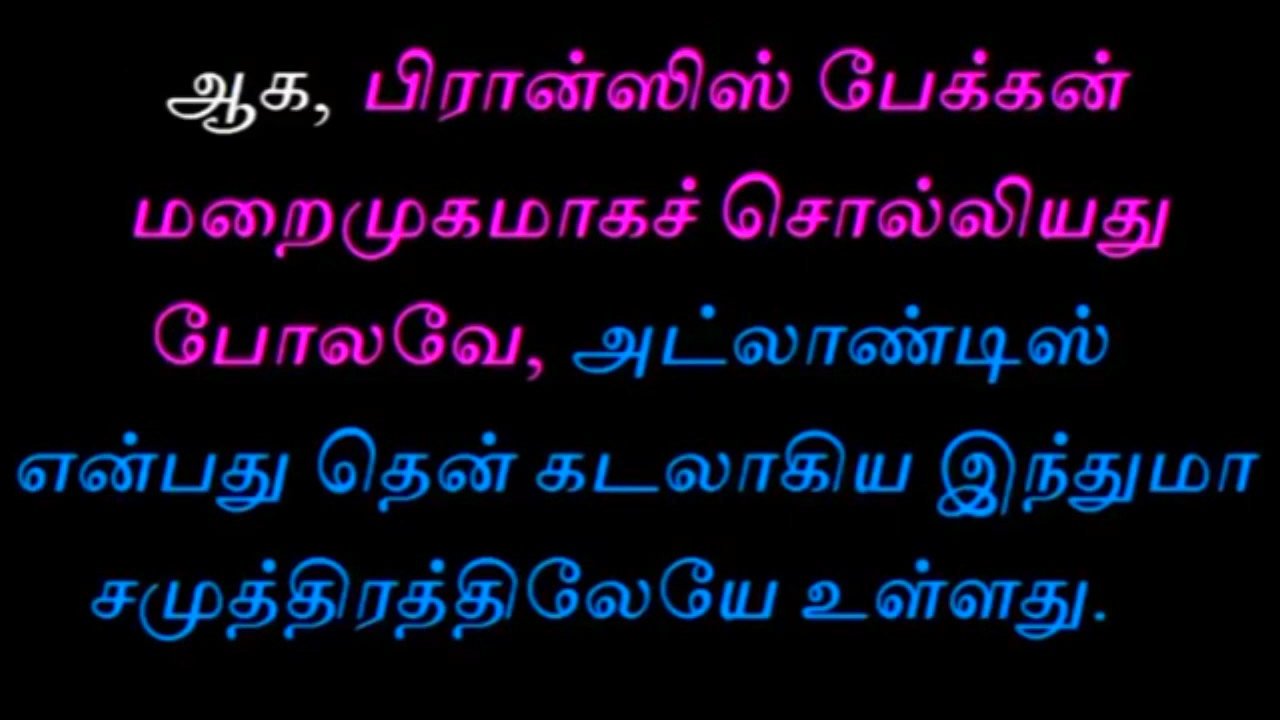 ஆக, பிரான்ஸிஸ் பேக்கன்
மறைமுகமாகச் சொல்லியது
போலவே, அட்லாண்டிஸ்
என்பது தென் கடலாகிய இந்துமா
சமுத்திரத்திலேயே உள்ளது.